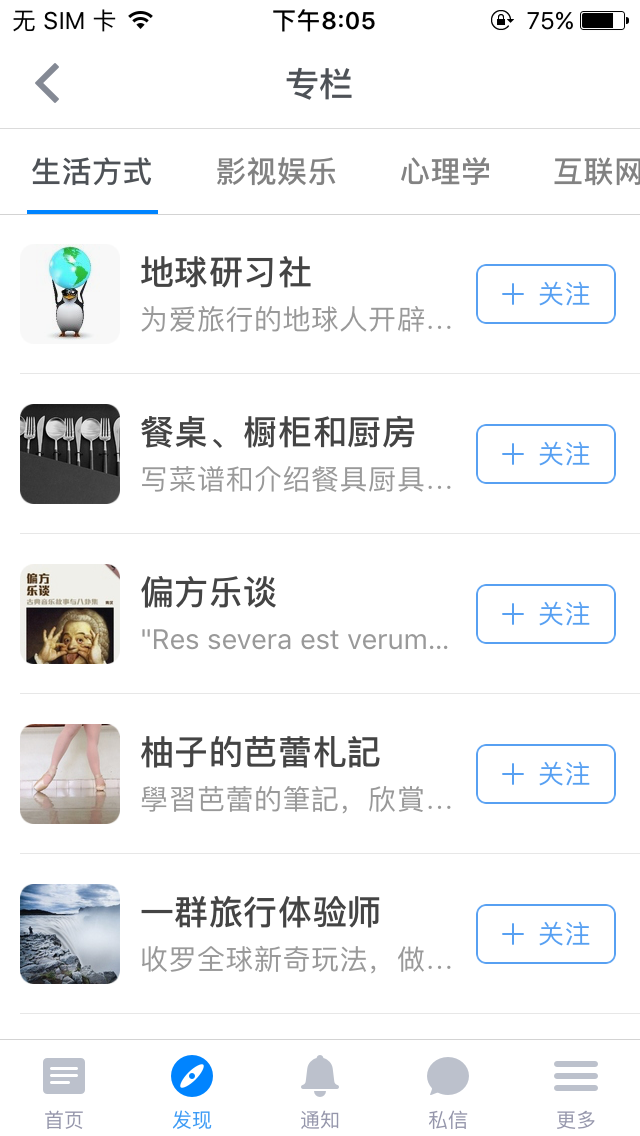 无 SIM 卡 下午8:05 75%
专栏
生活方式 影视娱乐 心理学 互联网
地球研习社
为爱旅行的地球人开辟...
+ 关注
餐桌、橱柜和厨房
写菜谱和介绍餐具厨具...
+ 关注
偏方
乐谈
古典音乐故事与八卦集
偏方乐谈
"Res severa est verum...
+ 关注
柚子的芭蕾札記
學習芭蕾的筆記，欣賞...
+ 关注
一群旅行体验师
收罗全球新奇玩法，做...
+ 关注
首页 发现 通知 私信 更多